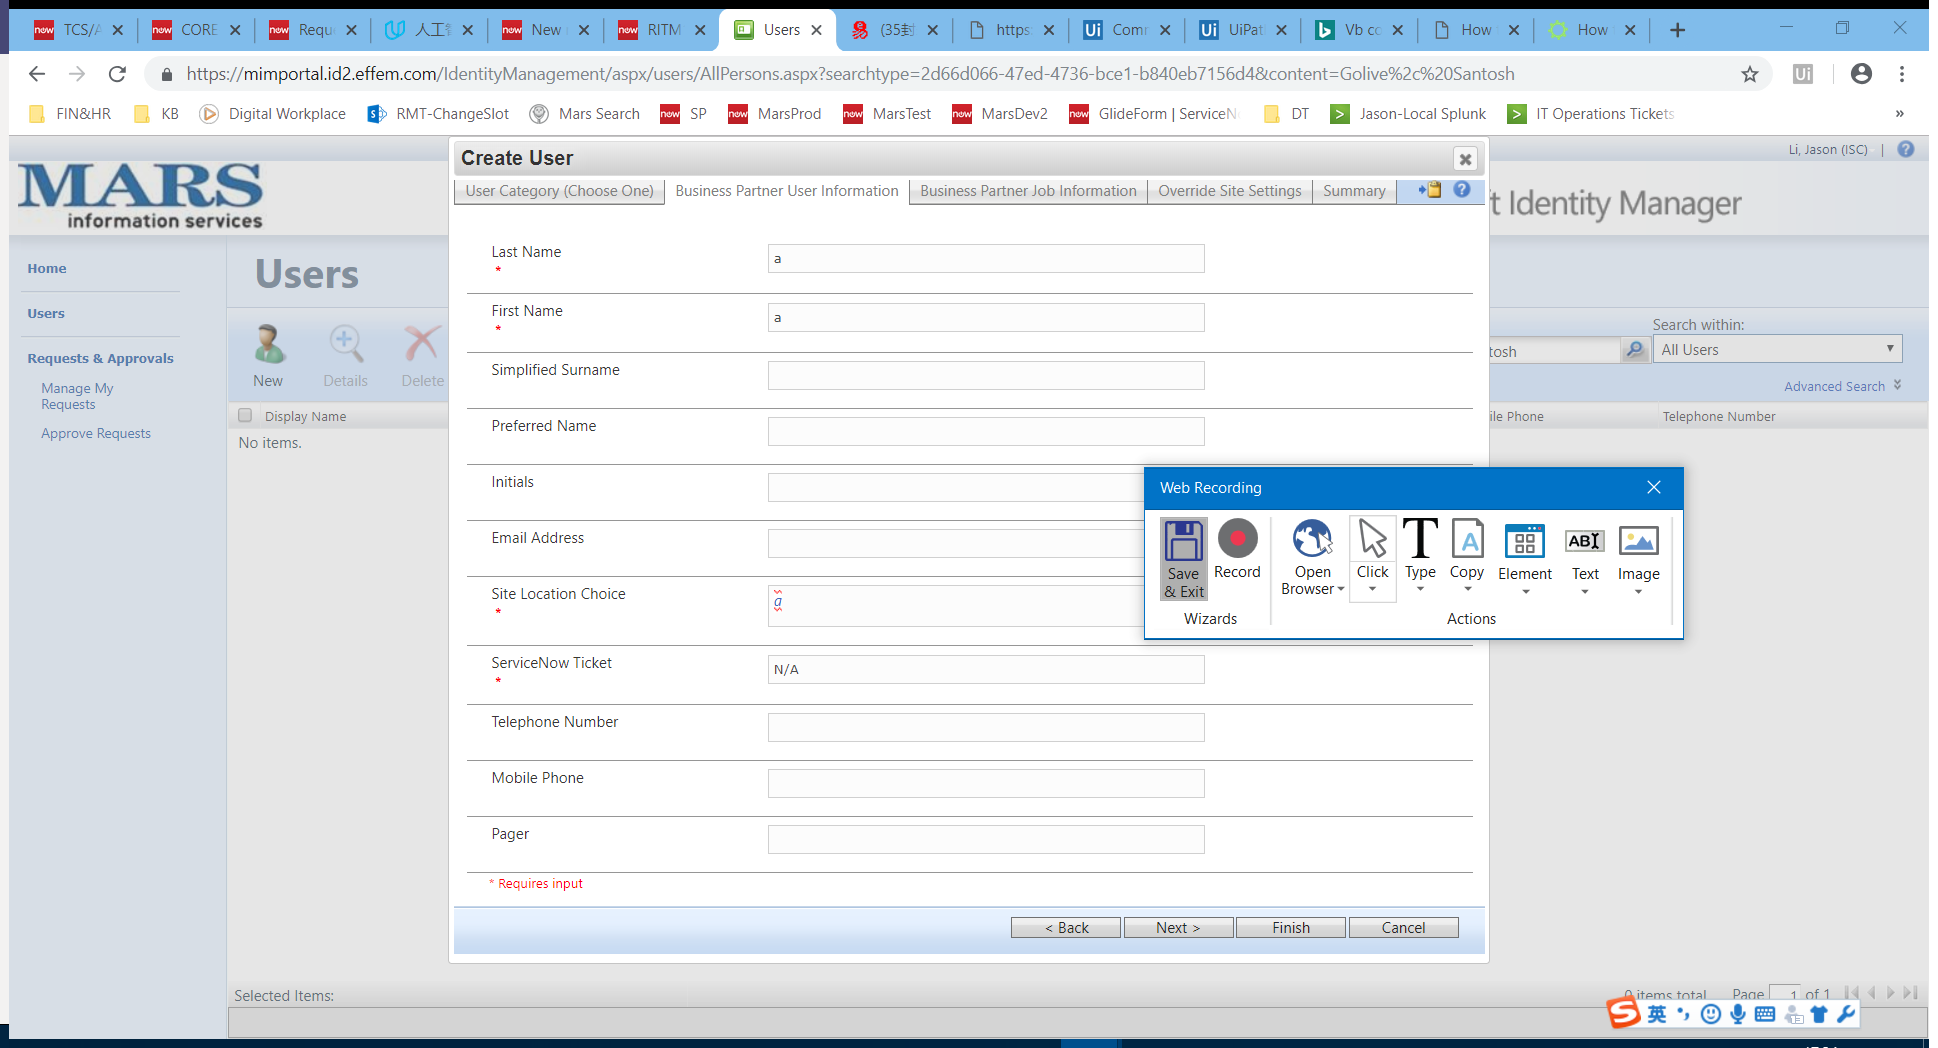 TCS/A
CORE
Requ
人工
New
RITM
Users
(35封
https
Ui
Comr
Ui
UiPat
Vb cc
How
How
https://mimportal.id2.effem.com/IdentityManagement/aspx/users/AllPersons.aspx?searchtype=2d66d066-47ed-4736-bce1-b840eb7156d4&content=Golive%2c%20Santosh
Ui
FIN&HR
KB
Digital Workplace
RMT-ChangeSlot
Mars Search
now SP
now MarsProd
now MarsTest
now MarsDev2
now GlideForm | ServiceN
DT
Jason-Local Splunk
IT Operations Tickets
»
MARS
information services
Li, Jason (ISC) |
t Identity Manager
Home
Users
Requests & Approvals
Manage My
Requests
Approve Requests
Users
New
Details
Delete
Search within:
tosh
All Users
Advanced Search
Display Name
ile Phone
Telephone Number
No items.
Create User
User Category (Choose One)
Business Partner User Information
Business Partner Job Information
Override Site Settings
Summary
Last Name
*
a
First Name
*
a
Simplified Surname
Preferred Name
Initials
Email Address
Site Location Choice
*
a
ServiceNow Ticket
*
N/A
Telephone Number
Mobile Phone
Pager
* Requires input
< Back
Next >
Finish
Cancel
Web Recording
Save
& Exit
Record
Open
Browser
Click
Type
Copy
Element
Text
Image
Wizards
Actions
Selected Items:
0 items total
Page 1 of 1
英